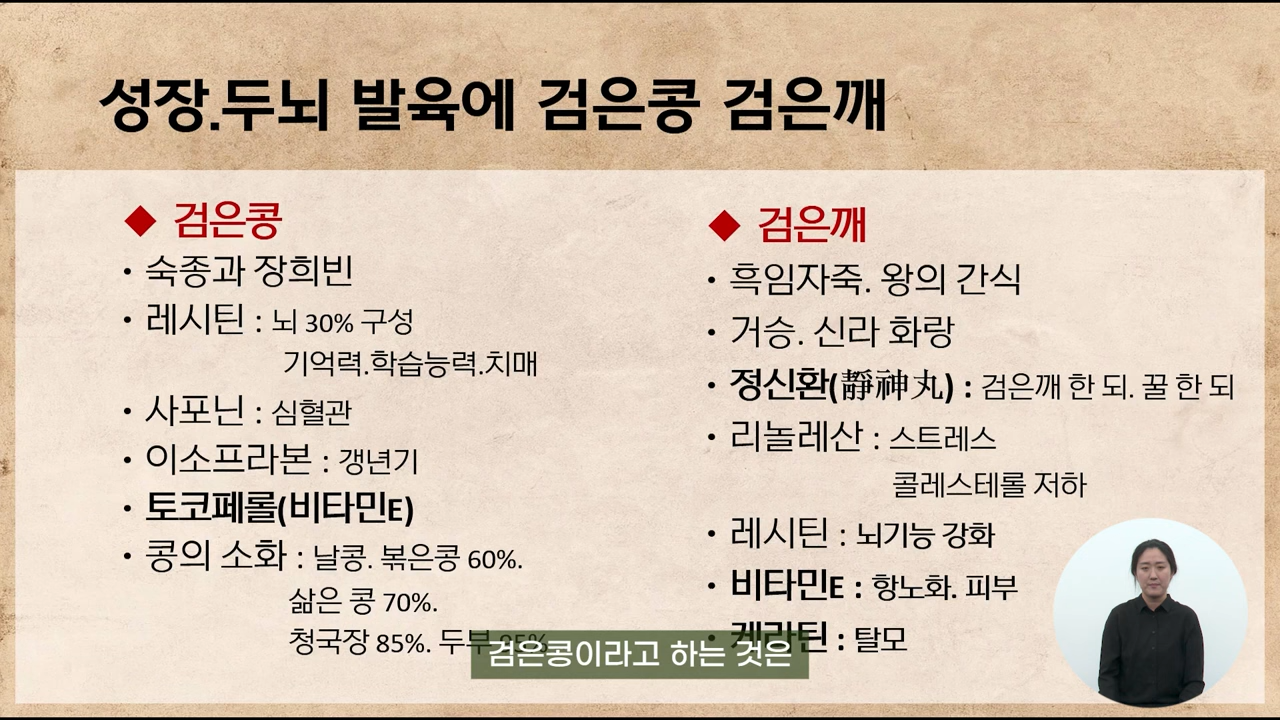 성장.두뇌 발육에 검은콩 검은깨
◆ 검은콩
• 숙종과 장희빈
• 레시틴 : 뇌 30% 구성
기억력.학습능력.치매
• 사포닌 : 심혈관
• 이소프라본 : 갱년기
• 토코페롤(비타민E)
• 콩의 소화 : 날콩. 볶은콩 60%.
삶은 콩 70%.
청국장 85%. 두부 95%
◆ 검은깨
• 흑임자죽. 왕의 간식
• 거승. 신라 화랑
• 정신환(靜神丸) : 검은깨 한 되. 꿀 한 되
• 리놀레산 : 스트레스
콜레스테롤 저하
• 레시틴 : 뇌기능 강화
• 비타민E : 항노화. 피부
• 케라틴 : 탈모
검은콩이라고 하는 것은